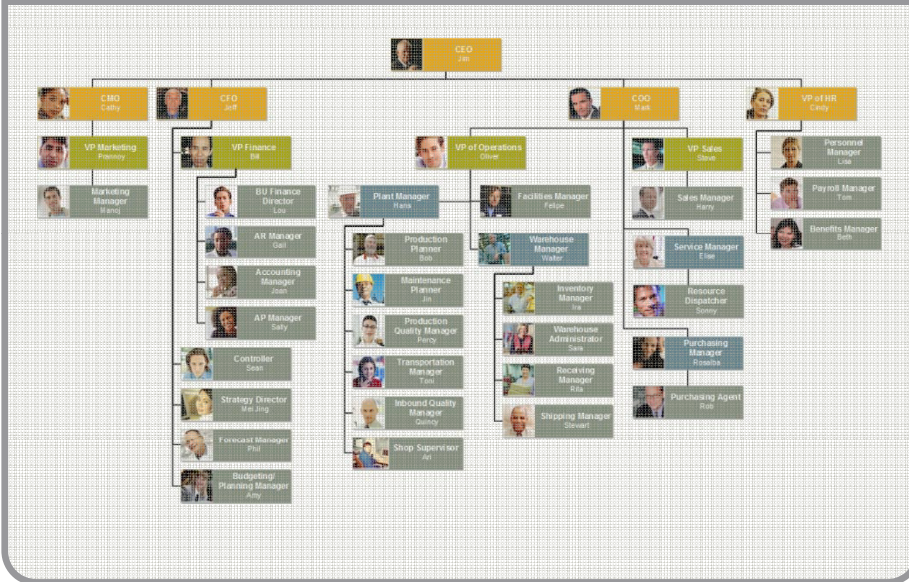 CEO
Jim
CMO
Cathy
CFO
Jeff
COO
Mark
VP of HR
Cindy
VP Marketing
Prannoy
VP Finance
Bill
VP of Operations
Oliver
VP Sales
Steve
Personnel
Manager
Lisa
Marketing
Manager
Manoj
BU Finance
Director
Lou
Plant Manager
Hans
Facilities Manager
Felipe
Sales Manager
Harry
Payroll Manager
Tom
AR Manager
Gail
Production
Planner
Bob
Warehouse
Manager
Walter
Service Manager
Elise
Benefits Manager
Beth
Accounting
Manager
Joan
Maintenance
Planner
Jin
Inventory
Manager
Ira
Resource
Dispatcher
Sonny
AP Manager
Sally
Production
Quality Manager
Percy
Warehouse
Administrator
Sara
Purchasing
Manager
Rosalba
Controller
Sean
Transportation
Manager
Toni
Receiving
Manager
Rita
Purchasing Agent
Rob
Strategy Director
MeiJing
Inbound Quality
Manager
Quincy
Shipping Manager
Stewart
Forecast Manager
Phil
Shop Supervisor
Art
Budgeting/
Planning Manager
Amy